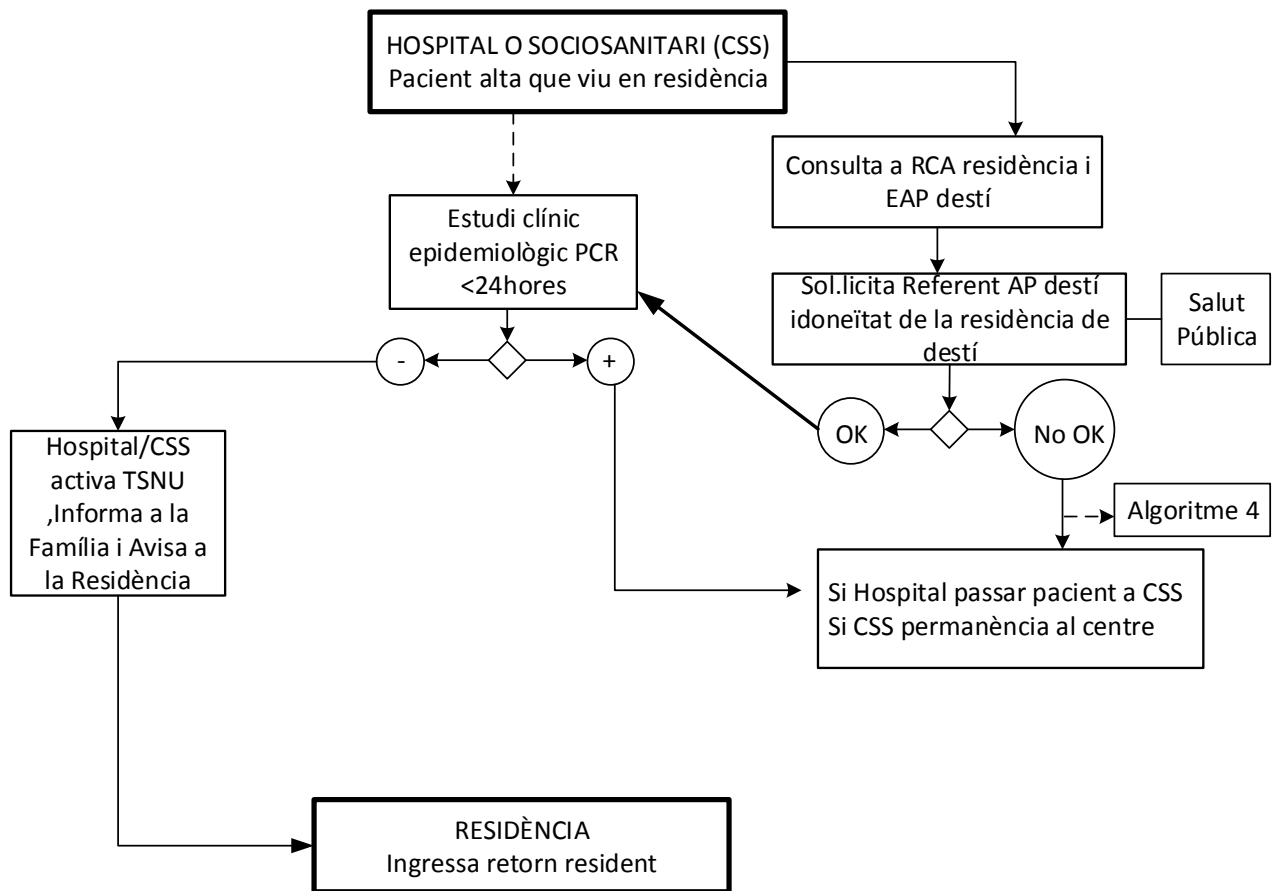 HOSPITAL O SOCIOSANITARI (CSS)
Pacient alta que viu en residència
Consulta a RCA residència i
EAP destí
Estudi clínic
epidemiològic PCR
<24hores
Sol.licita Referent AP destí
idoneïtat de la residència de
destí
Salut
Pública
-
+
OK
No OK
Hospital/CSS
activa TSNU
,Informa a la
Família i Avisa a
la Residència
Algoritme 4
Si Hospital passar pacient a CSS
Si CSS permanència al centre
RESIDÈNCIA
Ingressa retorn resident